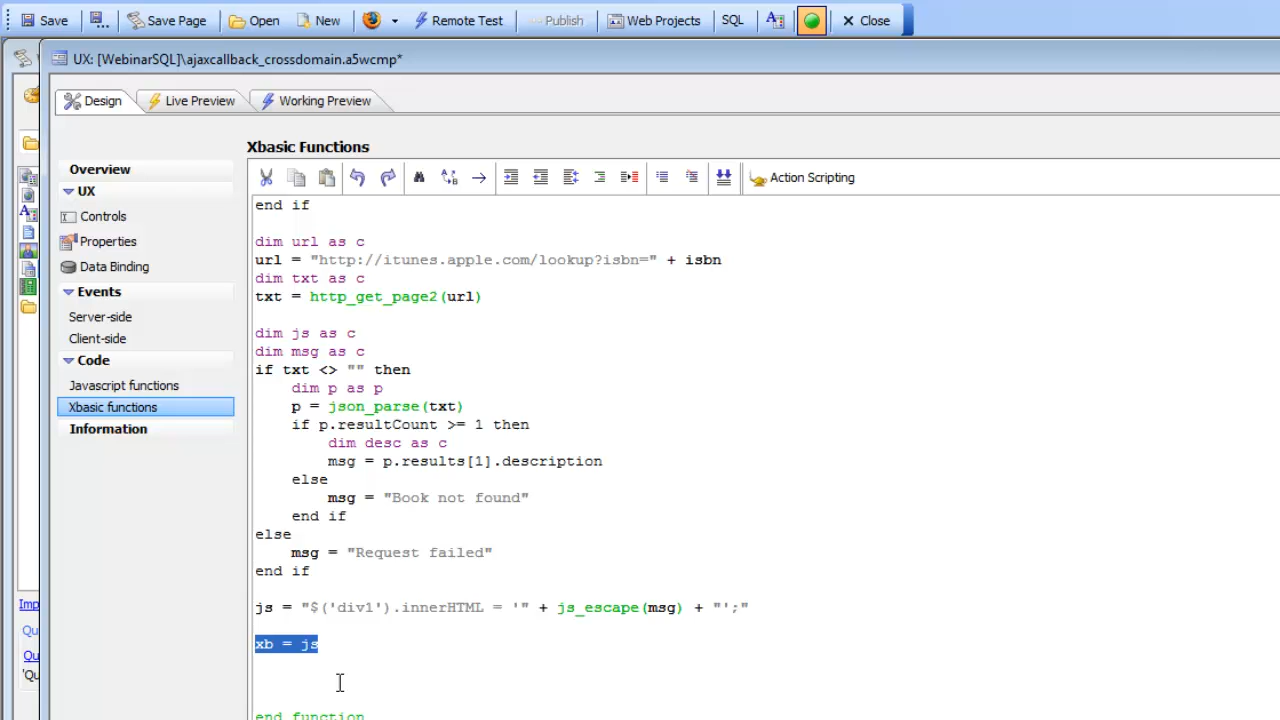 Save
Save Page
Open
New
Remote Test
Publish
Web Projects
SQL
Close
UX: [WebinarSQL]\ajaxcallback_crossdomain.a5wcmp*
Design
Live Preview
Working Preview
Overview
UX
Controls
Properties
Data Binding
Events
Server-side
Client-side
Code
Javascript functions
Xbasic functions
Information
Xbasic Functions
Action Scripting
end if
dim url as c
url = "http://itunes.apple.com/lookup?isbn=" + isbn
dim txt as c
txt = http_get_page2(url)
dim js as c
dim msg as c
if txt <> "" then
dim p as p
p = json_parse(txt)
if p.resultCount >= 1 then
dim desc as c
msg = p.results[1].description
else
msg = "Book not found"
end if
else
msg = "Request failed"
end if
js = "$('div1').innerHTML = '" + js_escape(msg) + "';"
xb = js
end function
Imp
Qu
Qu
'Qu